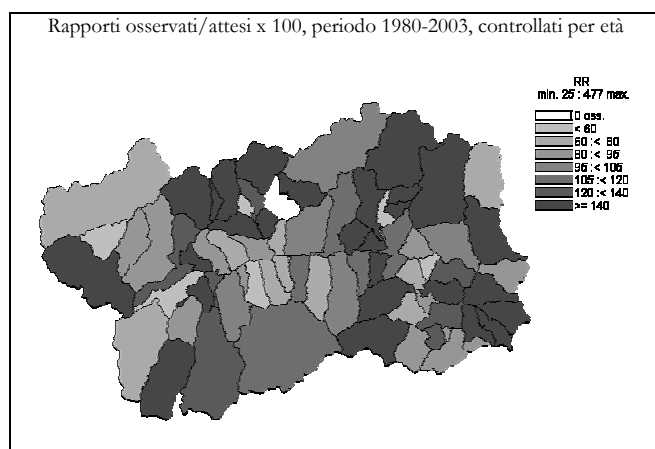 Rapporti osservati/attesi x 100, periodo 1980-2003, controllati per età
RR
min. 25 : 477 max.
0 oss.
< 60
60 :< 80
80 :< 95
95 :< 105
105 :< 120
120 :< 140
>= 140